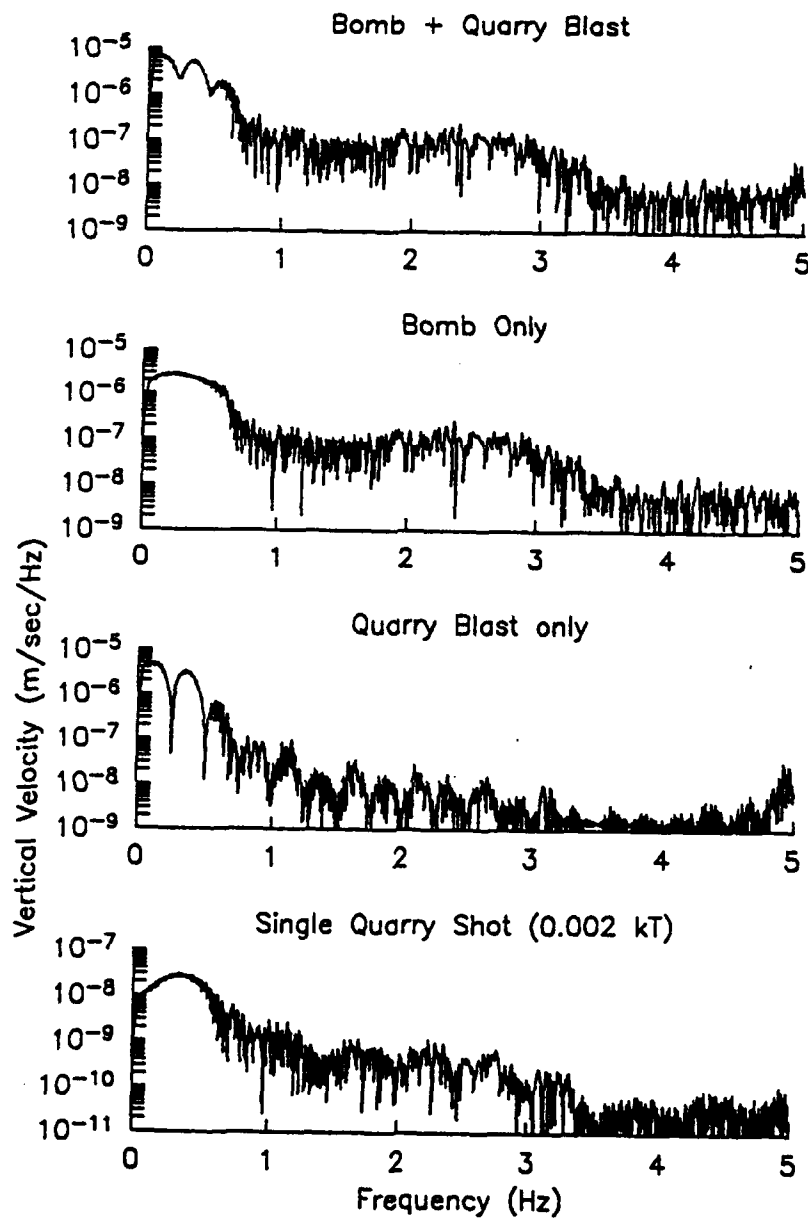 Bomb + Quarry Blast
10⁻⁵
10⁻⁶
10⁻⁷
10⁻⁸
10⁻⁹
0 1 2 3 4 5
Bomb Only
10⁻⁵
10⁻⁶
10⁻⁷
10⁻⁸
10⁻⁹
0 1 2 3 4 5
Quarry Blast only
10⁻⁵
10⁻⁶
10⁻⁷
10⁻⁸
10⁻⁹
0 1 2 3 4 5
Single Quarry Shot (0.002 kT)
10⁻⁷
10⁻⁸
10⁻⁹
10⁻¹⁰
10⁻¹¹
0 1 2 3 4 5
Frequency (Hz)
Vertical Velocity (m/sec/Hz)